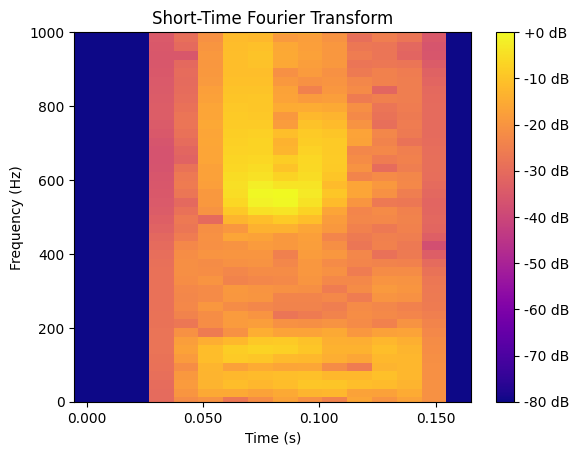 Short-Time Fourier Transform
1000
800
600
400
200
0
Frequency (Hz)
0.000
0.050
0.100
0.150
Time (s)
+0 dB
-10 dB
-20 dB
-30 dB
-40 dB
-50 dB
-60 dB
-70 dB
-80 dB